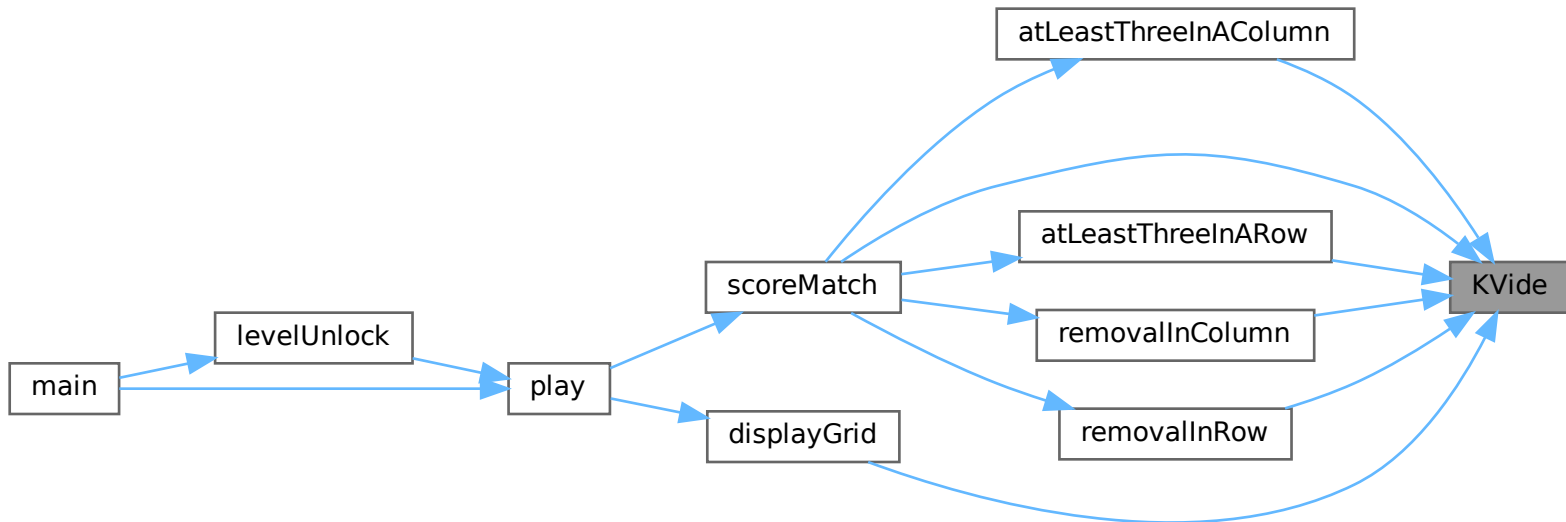 atLeastThreeInAColumn
atLeastThreeInARow
scoreMatch
KVide
removalInColumn
levelUnlock
main
play
displayGrid
removalInRow